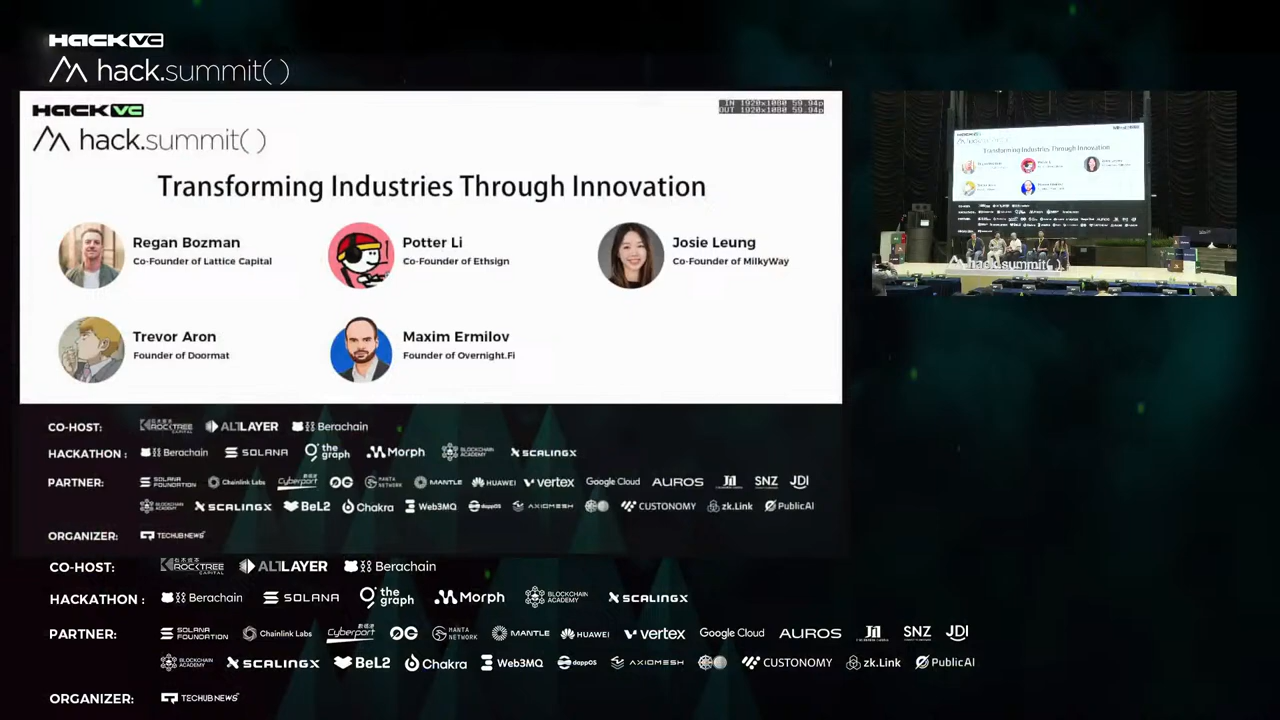 HACK VC
hack.summit( )
HACK VC
IN 1920x1080 59.94p
OUT 1920x1080 59.94p
hack.summit( )
Transforming Industries Through Innovation
Regan Bozman
Co-Founder of Lattice Capital
Potter Li
Co-Founder of Ethsign
Josie Leung
Co-Founder of MilkyWay
Trevor Aron
Founder of Doormat
Maxim Ermilov
Founder of Overnight.Fi
CO-HOST: ROCKTREE CAPITAL ALTLAYER Berachain
HACKATHON : Berachain SOLANA the graph Morph BLOCKCHAIN ACADEMY SCALINGX
PARTNER: SOLANA FOUNDATION Chainlink Labs Cyberport 0G MANTA NETWORK MANTLE HUAWEI vertex Google Cloud AUROS SNZ JDI
BLOCKCHAIN ACADEMY SCALINGX BeL2 Chakra Web3MQ dappOS AXIOMESH CUSTONOMY zk.Link PublicAI
ORGANIZER: TECHUB NEWS
CO-HOST: ROCKTREE CAPITAL ALTLAYER Berachain
HACKATHON : Berachain SOLANA the graph Morph BLOCKCHAIN ACADEMY SCALINGX
PARTNER: SOLANA FOUNDATION Chainlink Labs Cyberport 0G MANTA NETWORK MANTLE HUAWEI vertex Google Cloud AUROS SNZ JDI
BLOCKCHAIN ACADEMY SCALINGX BeL2 Chakra Web3MQ dappOS AXIOMESH CUSTONOMY zk.Link PublicAI
ORGANIZER: TECHUB NEWS
Transforming Industries Through Innovation
hack.summit( )